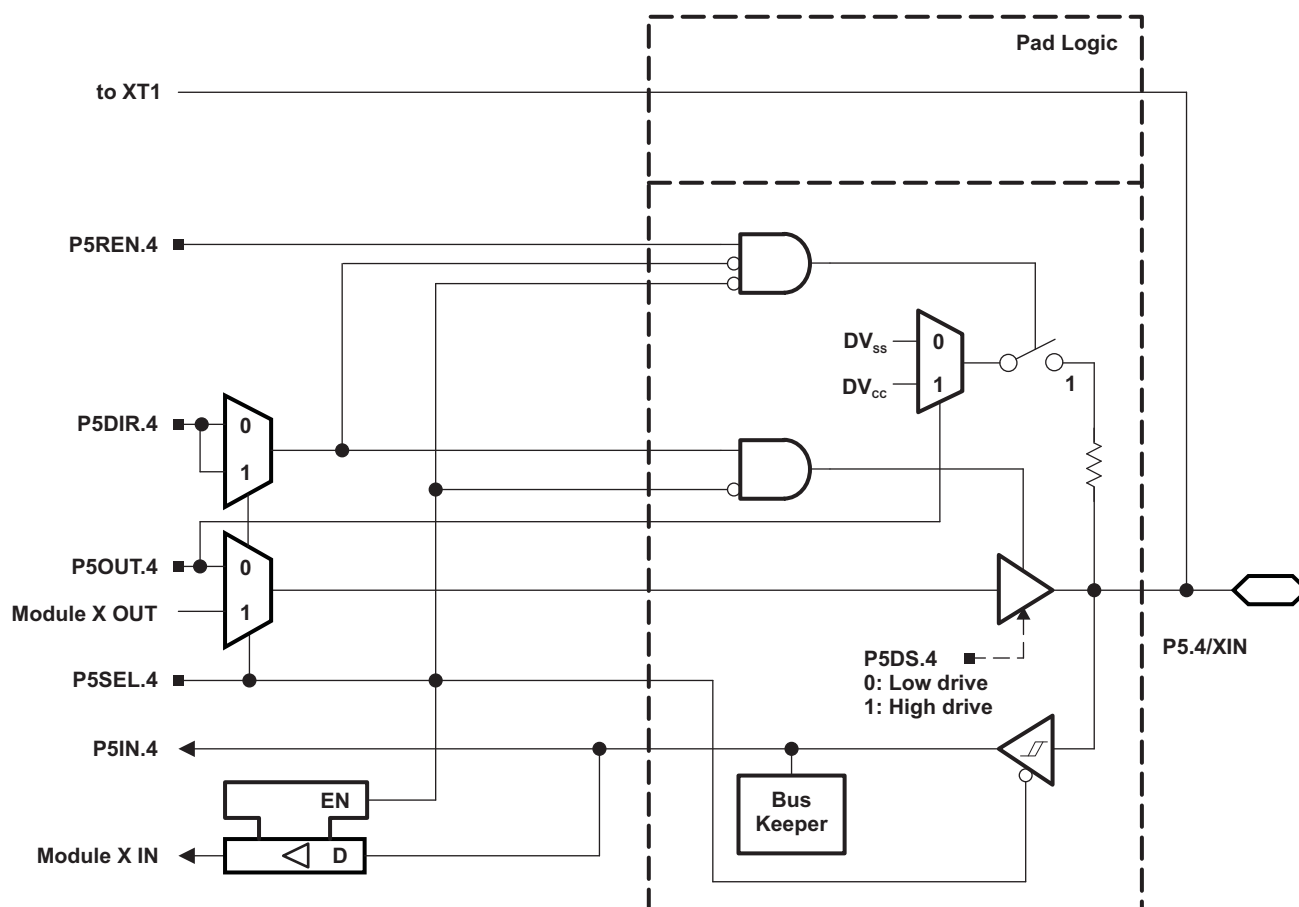 Pad Logic
to XT1
P5REN.4
DVss
0
DVcc
1
1
P5DIR.4
0
1
P5OUT.4
0
Module X OUT
1
P5DS.4
0: Low drive
1: High drive
P5.4/XIN
P5SEL.4
P5IN.4
EN
Bus
Keeper
Module X IN
D